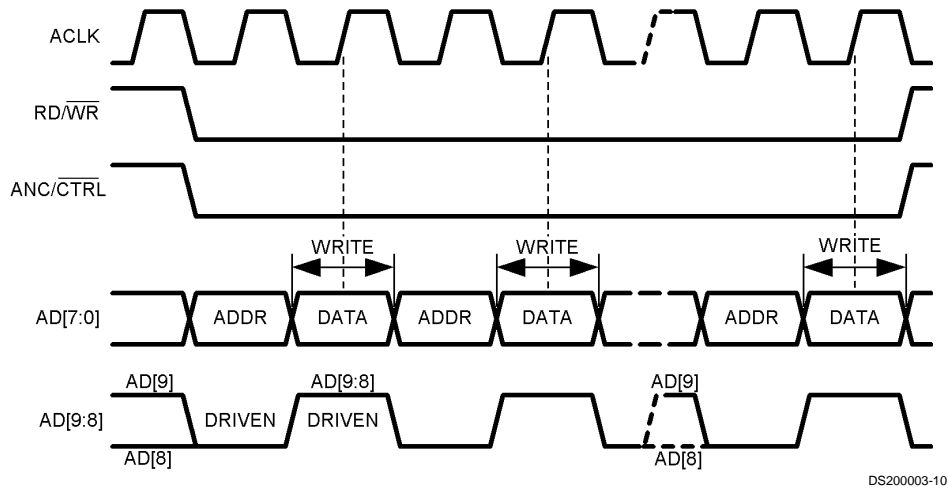 ACLK
RD/WR
ANC/CTRL
WRITE WRITE WRITE
AD[7:0] ADDR DATA ADDR DATA ADDR DATA
AD[9] AD[9:8] AD[9]
AD[9:8] DRIVEN DRIVEN
AD[8] AD[8]
DS200003-10